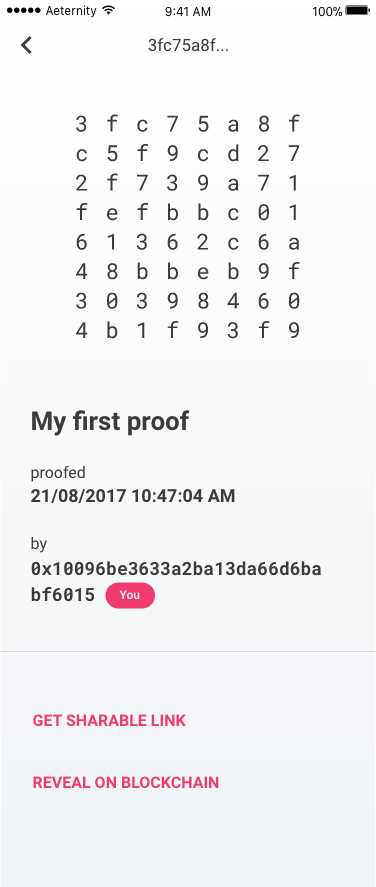 Aeternity 9:41 AM 100%
3fc75a8f...
3 f c 7 5 a 8 f
c 5 f 9 c d 2 7
2 f 7 3 9 a 7 1
f e f b b c 0 1
6 1 3 6 2 c 6 a
4 8 b b e b 9 f
3 0 3 9 8 4 6 0
4 b 1 f 9 3 f 9
My first proof
proofed
21/08/2017 10:47:04 AM
by
0x10096be3633a2ba13da66d6ba
bf6015 You
GET SHARABLE LINK
REVEAL ON BLOCKCHAIN